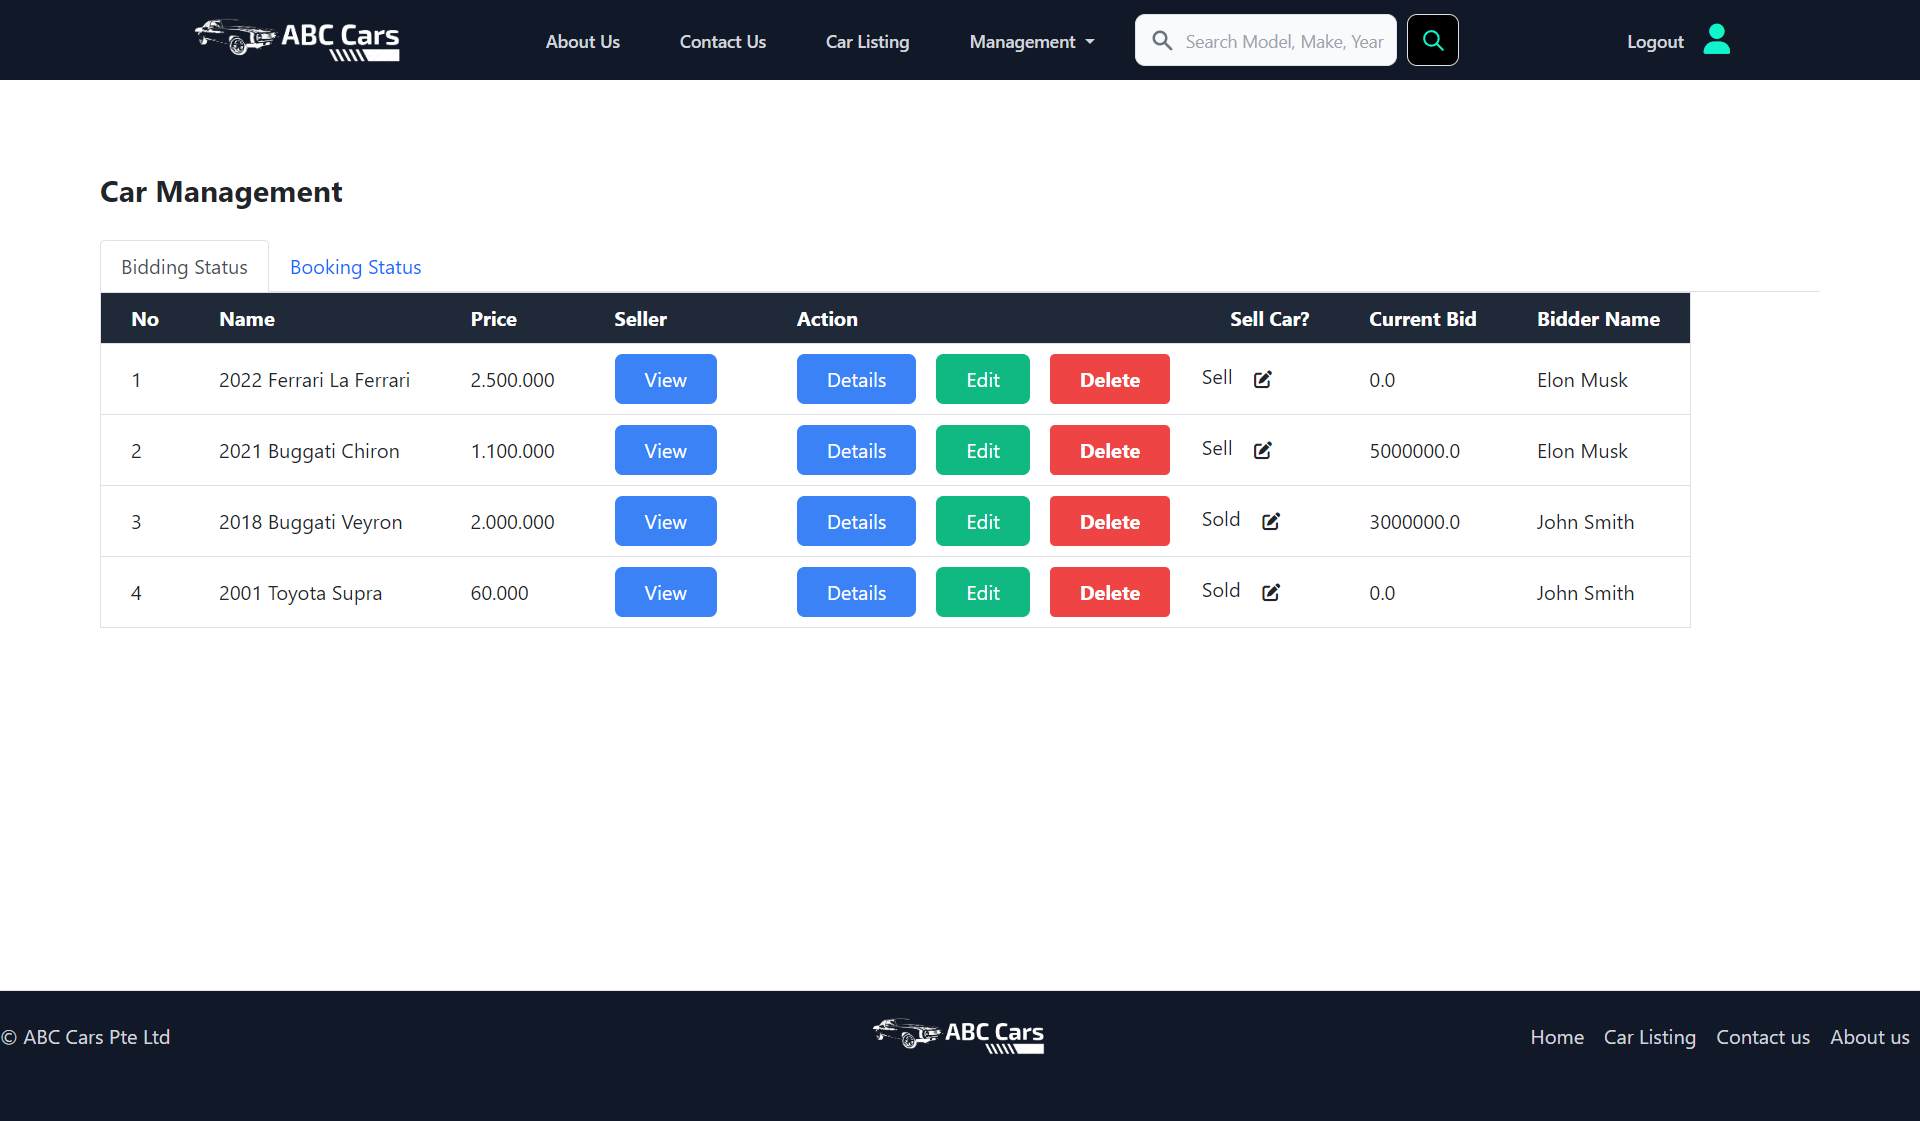 ABC Cars About Us Contact Us Car Listing Management Search Model, Make, Year Logout
Car Management
Bidding Status Booking Status
No Name Price Seller Action Sell Car? Current Bid Bidder Name
1 2022 Ferrari La Ferrari 2.500.000 View Details Edit Delete Sell 0.0 Elon Musk
2 2021 Buggati Chiron 1.100.000 View Details Edit Delete Sell 5000000.0 Elon Musk
3 2018 Buggati Veyron 2.000.000 View Details Edit Delete Sold 3000000.0 John Smith
4 2001 Toyota Supra 60.000 View Details Edit Delete Sold 0.0 John Smith
© ABC Cars Pte Ltd ABC Cars Home Car Listing Contact us About us